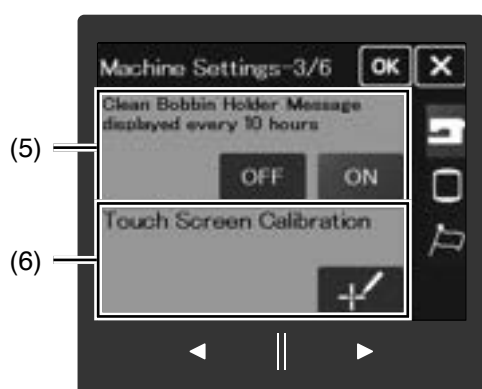 Machine Settings-3/6 OK
(5)
Clean Bobbin Holder Message
displayed every 10 hours
OFF ON
(6)
Touch Screen Calibration